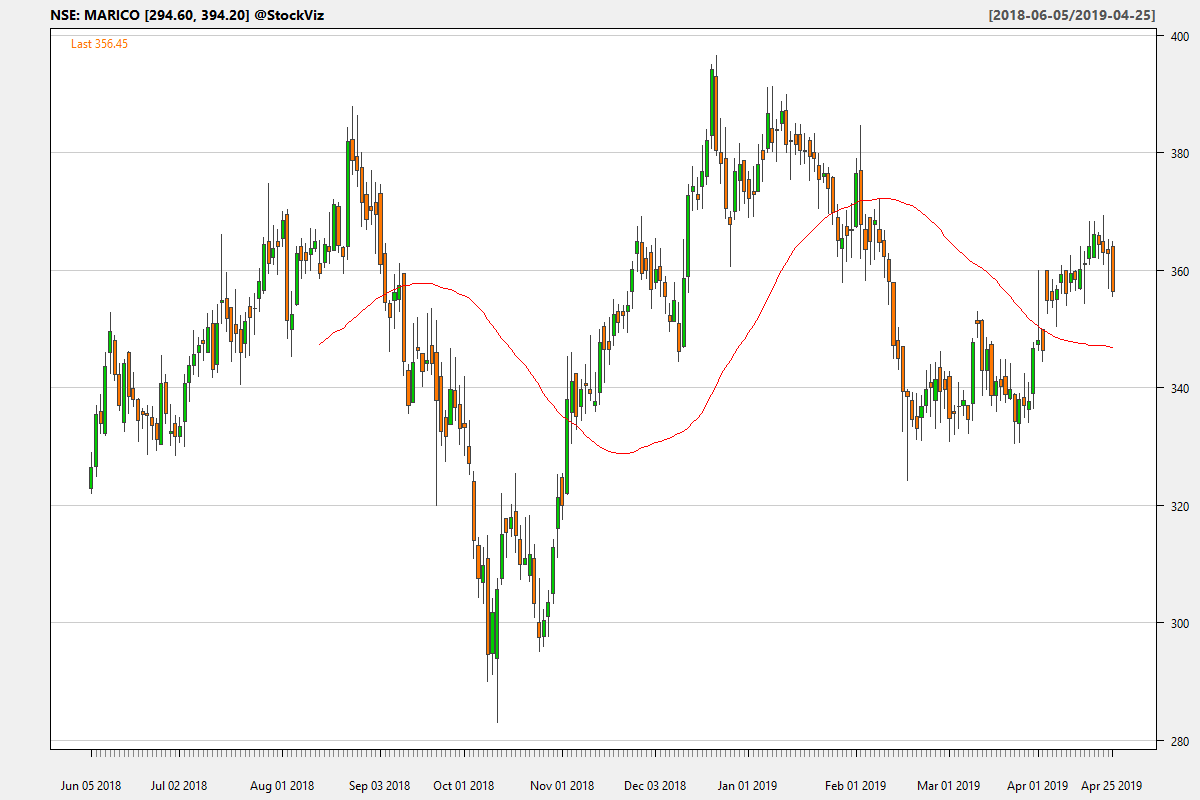 NSE: MARICO [294.60, 394.20] @StockViz
[2018-06-05/2019-04-25]
Last 356.45
400
380
360
340
320
300
280
Jun 05 2018
Jul 02 2018
Aug 01 2018
Sep 03 2018
Oct 01 2018
Nov 01 2018
Dec 03 2018
Jan 01 2019
Feb 01 2019
Mar 01 2019
Apr 01 2019
Apr 25 2019